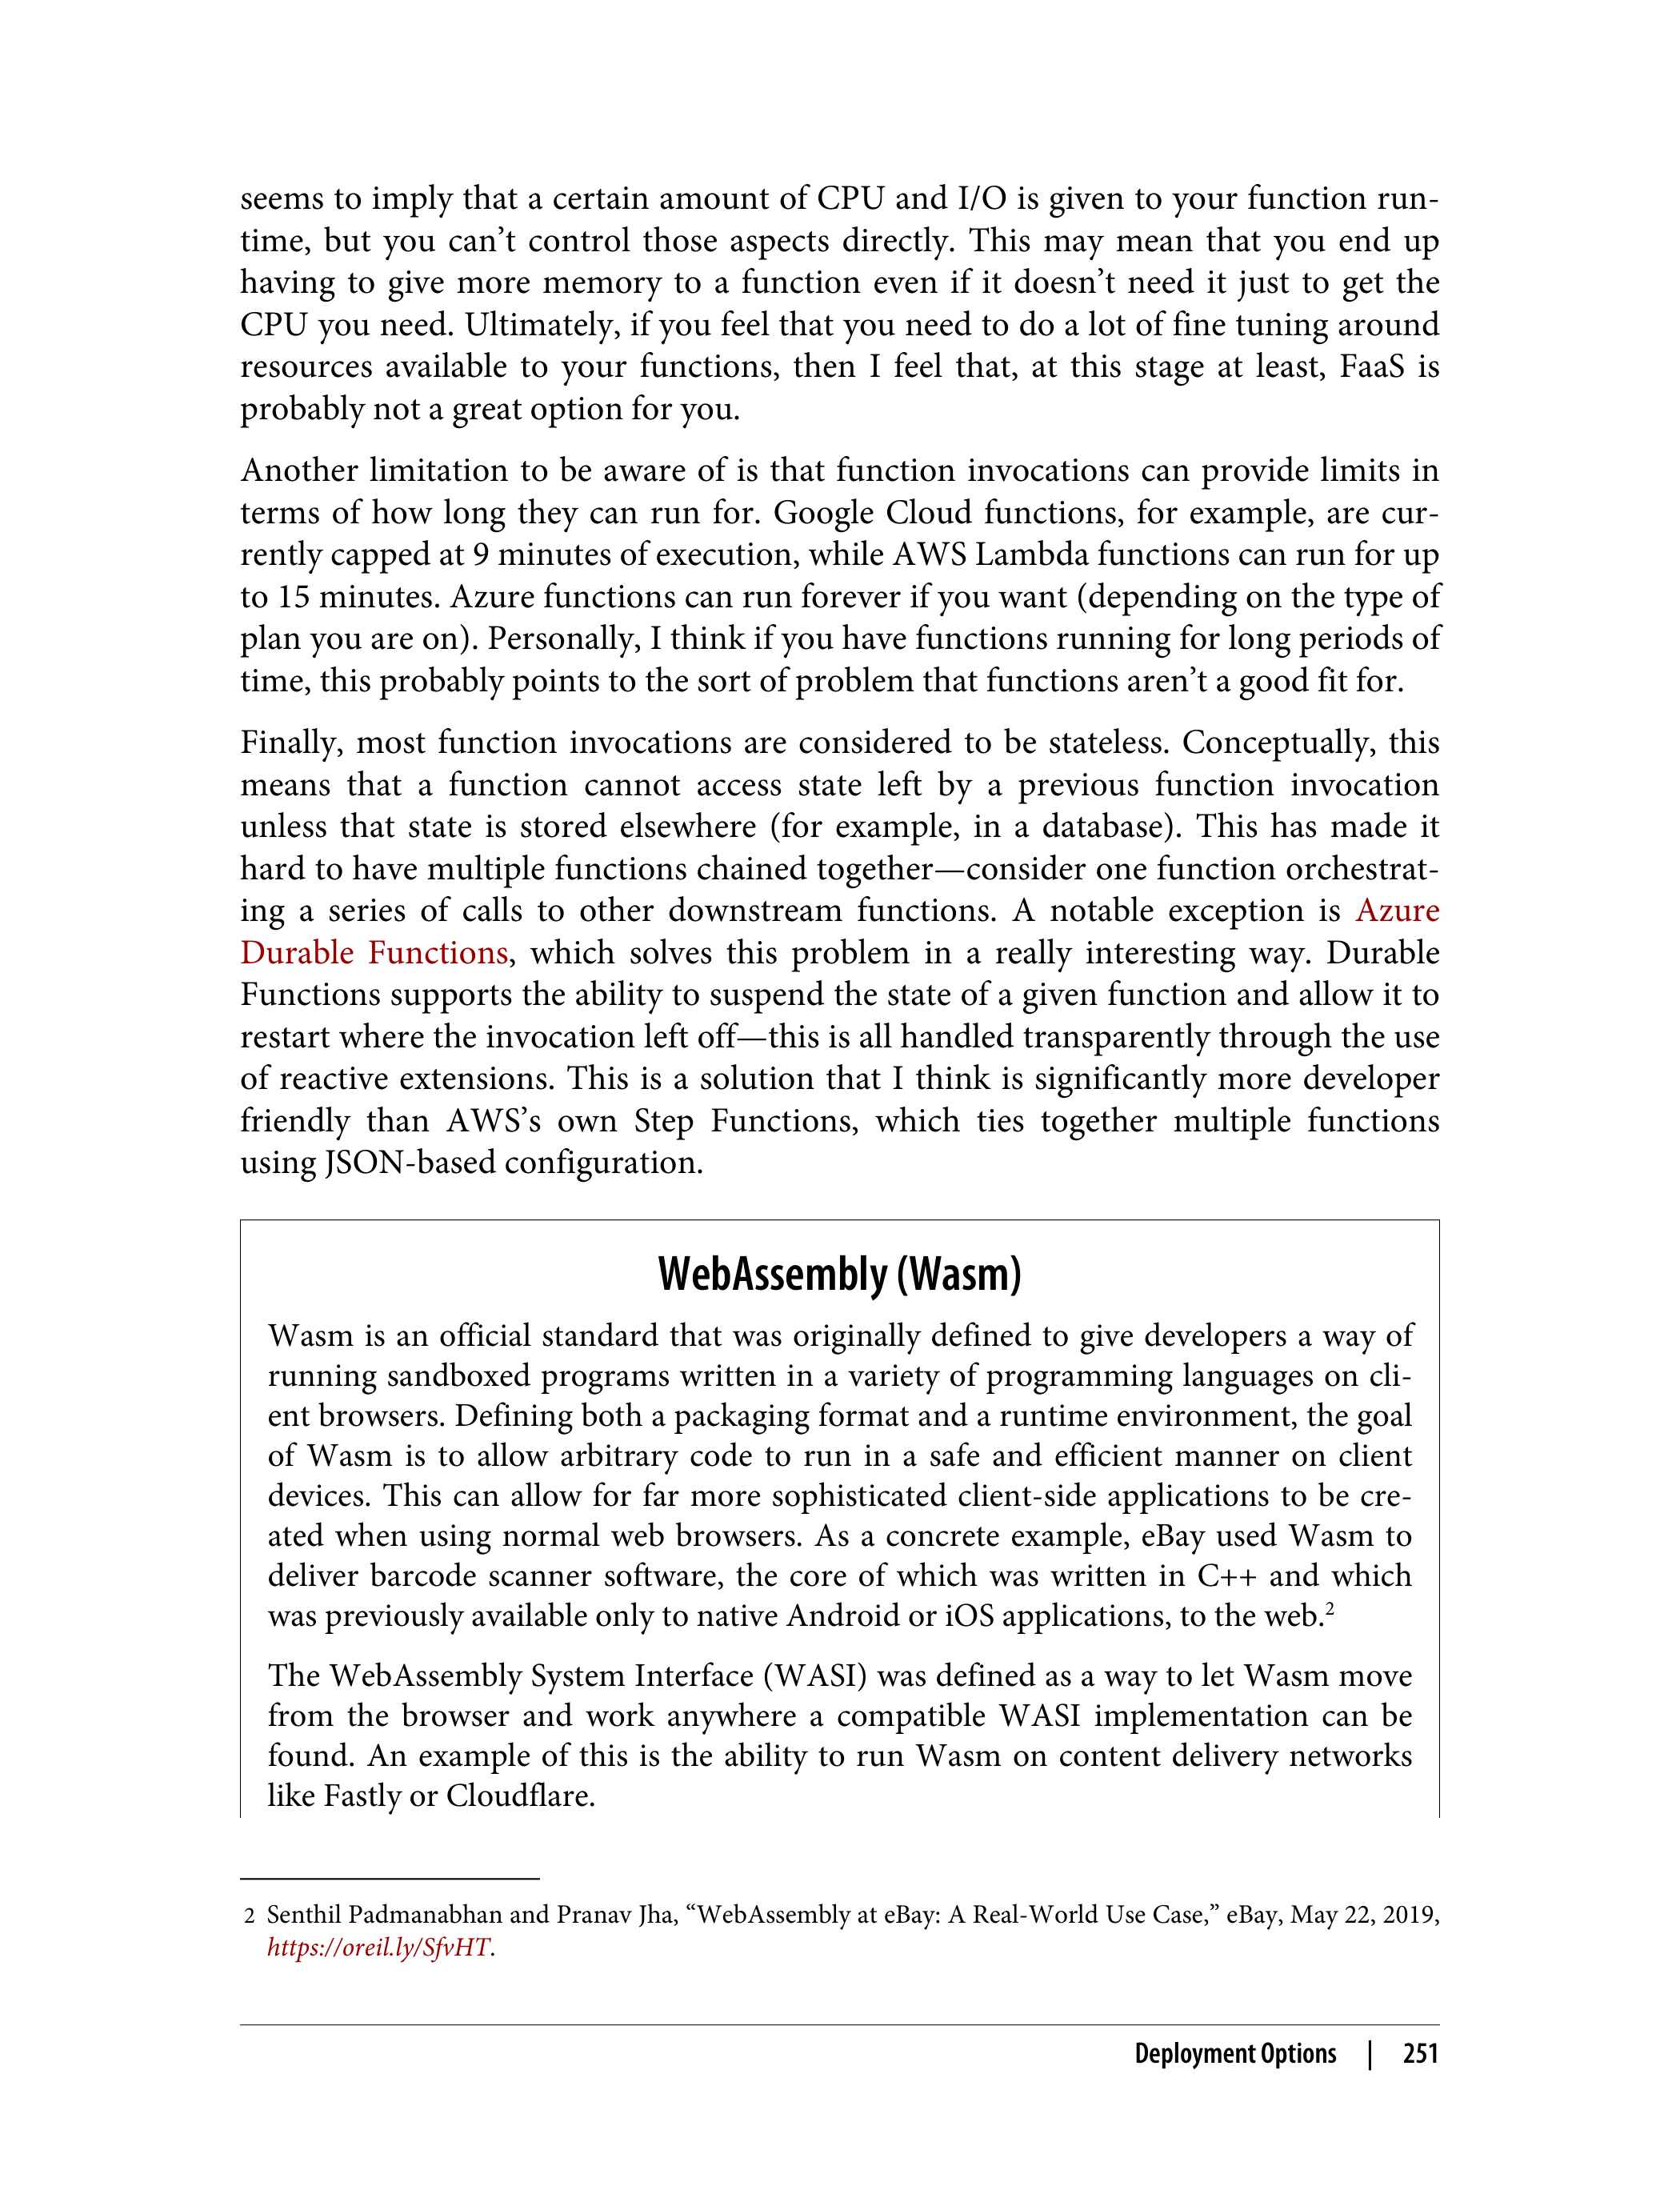 seems to imply that a certain amount of CPU and I/O is given to your function run-
time, but you can’t control those aspects directly. This may mean that you end up
having to give more memory to a function even if it doesn’t need it just to get the
CPU you need. Ultimately, if you feel that you need to do a lot of fine tuning around
resources available to your functions, then I feel that, at this stage at least, FaaS is
probably not a great option for you.
Another limitation to be aware of is that function invocations can provide limits in
terms of how long they can run for. Google Cloud functions, for example, are cur-
rently capped at 9 minutes of execution, while AWS Lambda functions can run for up
to 15 minutes. Azure functions can run forever if you want (depending on the type of
plan you are on). Personally, I think if you have functions running for long periods of
time, this probably points to the sort of problem that functions aren’t a good fit for.
Finally, most function invocations are considered to be stateless. Conceptually, this
means that a function cannot access state left by a previous function invocation
unless that state is stored elsewhere (for example, in a database). This has made it
hard to have multiple functions chained together—consider one function orchestrat-
ing a series of calls to other downstream functions. A notable exception is Azure
Durable Functions, which solves this problem in a really interesting way. Durable
Functions supports the ability to suspend the state of a given function and allow it to
restart where the invocation left off—this is all handled transparently through the use
of reactive extensions. This is a solution that I think is significantly more developer
friendly than AWS’s own Step Functions, which ties together multiple functions
using JSON-based configuration.
WebAssembly (Wasm)
Wasm is an official standard that was originally defined to give developers a way of
running sandboxed programs written in a variety of programming languages on cli-
ent browsers. Defining both a packaging format and a runtime environment, the goal
of Wasm is to allow arbitrary code to run in a safe and efficient manner on client
devices. This can allow for far more sophisticated client-side applications to be cre-
ated when using normal web browsers. As a concrete example, eBay used Wasm to
deliver barcode scanner software, the core of which was written in C++ and which
was previously available only to native Android or iOS applications, to the web.2
The WebAssembly System Interface (WASI) was defined as a way to let Wasm move
from the browser and work anywhere a compatible WASI implementation can be
found. An example of this is the ability to run Wasm on content delivery networks
like Fastly or Cloudflare.
2 Senthil Padmanabhan and Pranav Jha, “WebAssembly at eBay: A Real-World Use Case,” eBay, May 22, 2019,
https://oreil.ly/SfvHT.
Deployment Options | 251